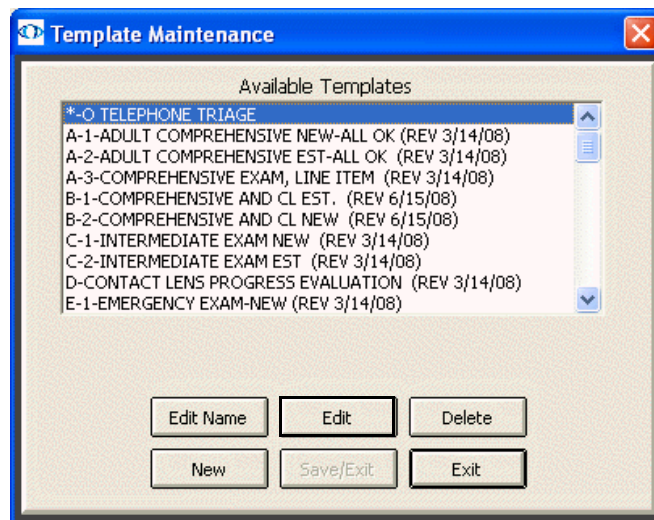 Template Maintenance
Available Templates
*-O TELEPHONE TRIAGE
A-1-ADULT COMPREHENSIVE NEW-ALL OK (REV 3/14/08)
A-2-ADULT COMPREHENSIVE EST-ALL OK (REV 3/14/08)
A-3-COMPREHENSIVE EXAM, LINE ITEM (REV 3/14/08)
B-1-COMPREHENSIVE AND CL EST. (REV 6/15/08)
B-2-COMPREHENSIVE AND CL NEW (REV 6/15/08)
C-1-INTERMEDIATE EXAM NEW (REV 3/14/08)
C-2-INTERMEDIATE EXAM EST (REV 3/14/08)
D-CONTACT LENS PROGRESS EVALUATION (REV 3/14/08)
E-1-EMERGENCY EXAM-NEW (REV 3/14/08)
Edit Name Edit Delete
New Save/Exit Exit